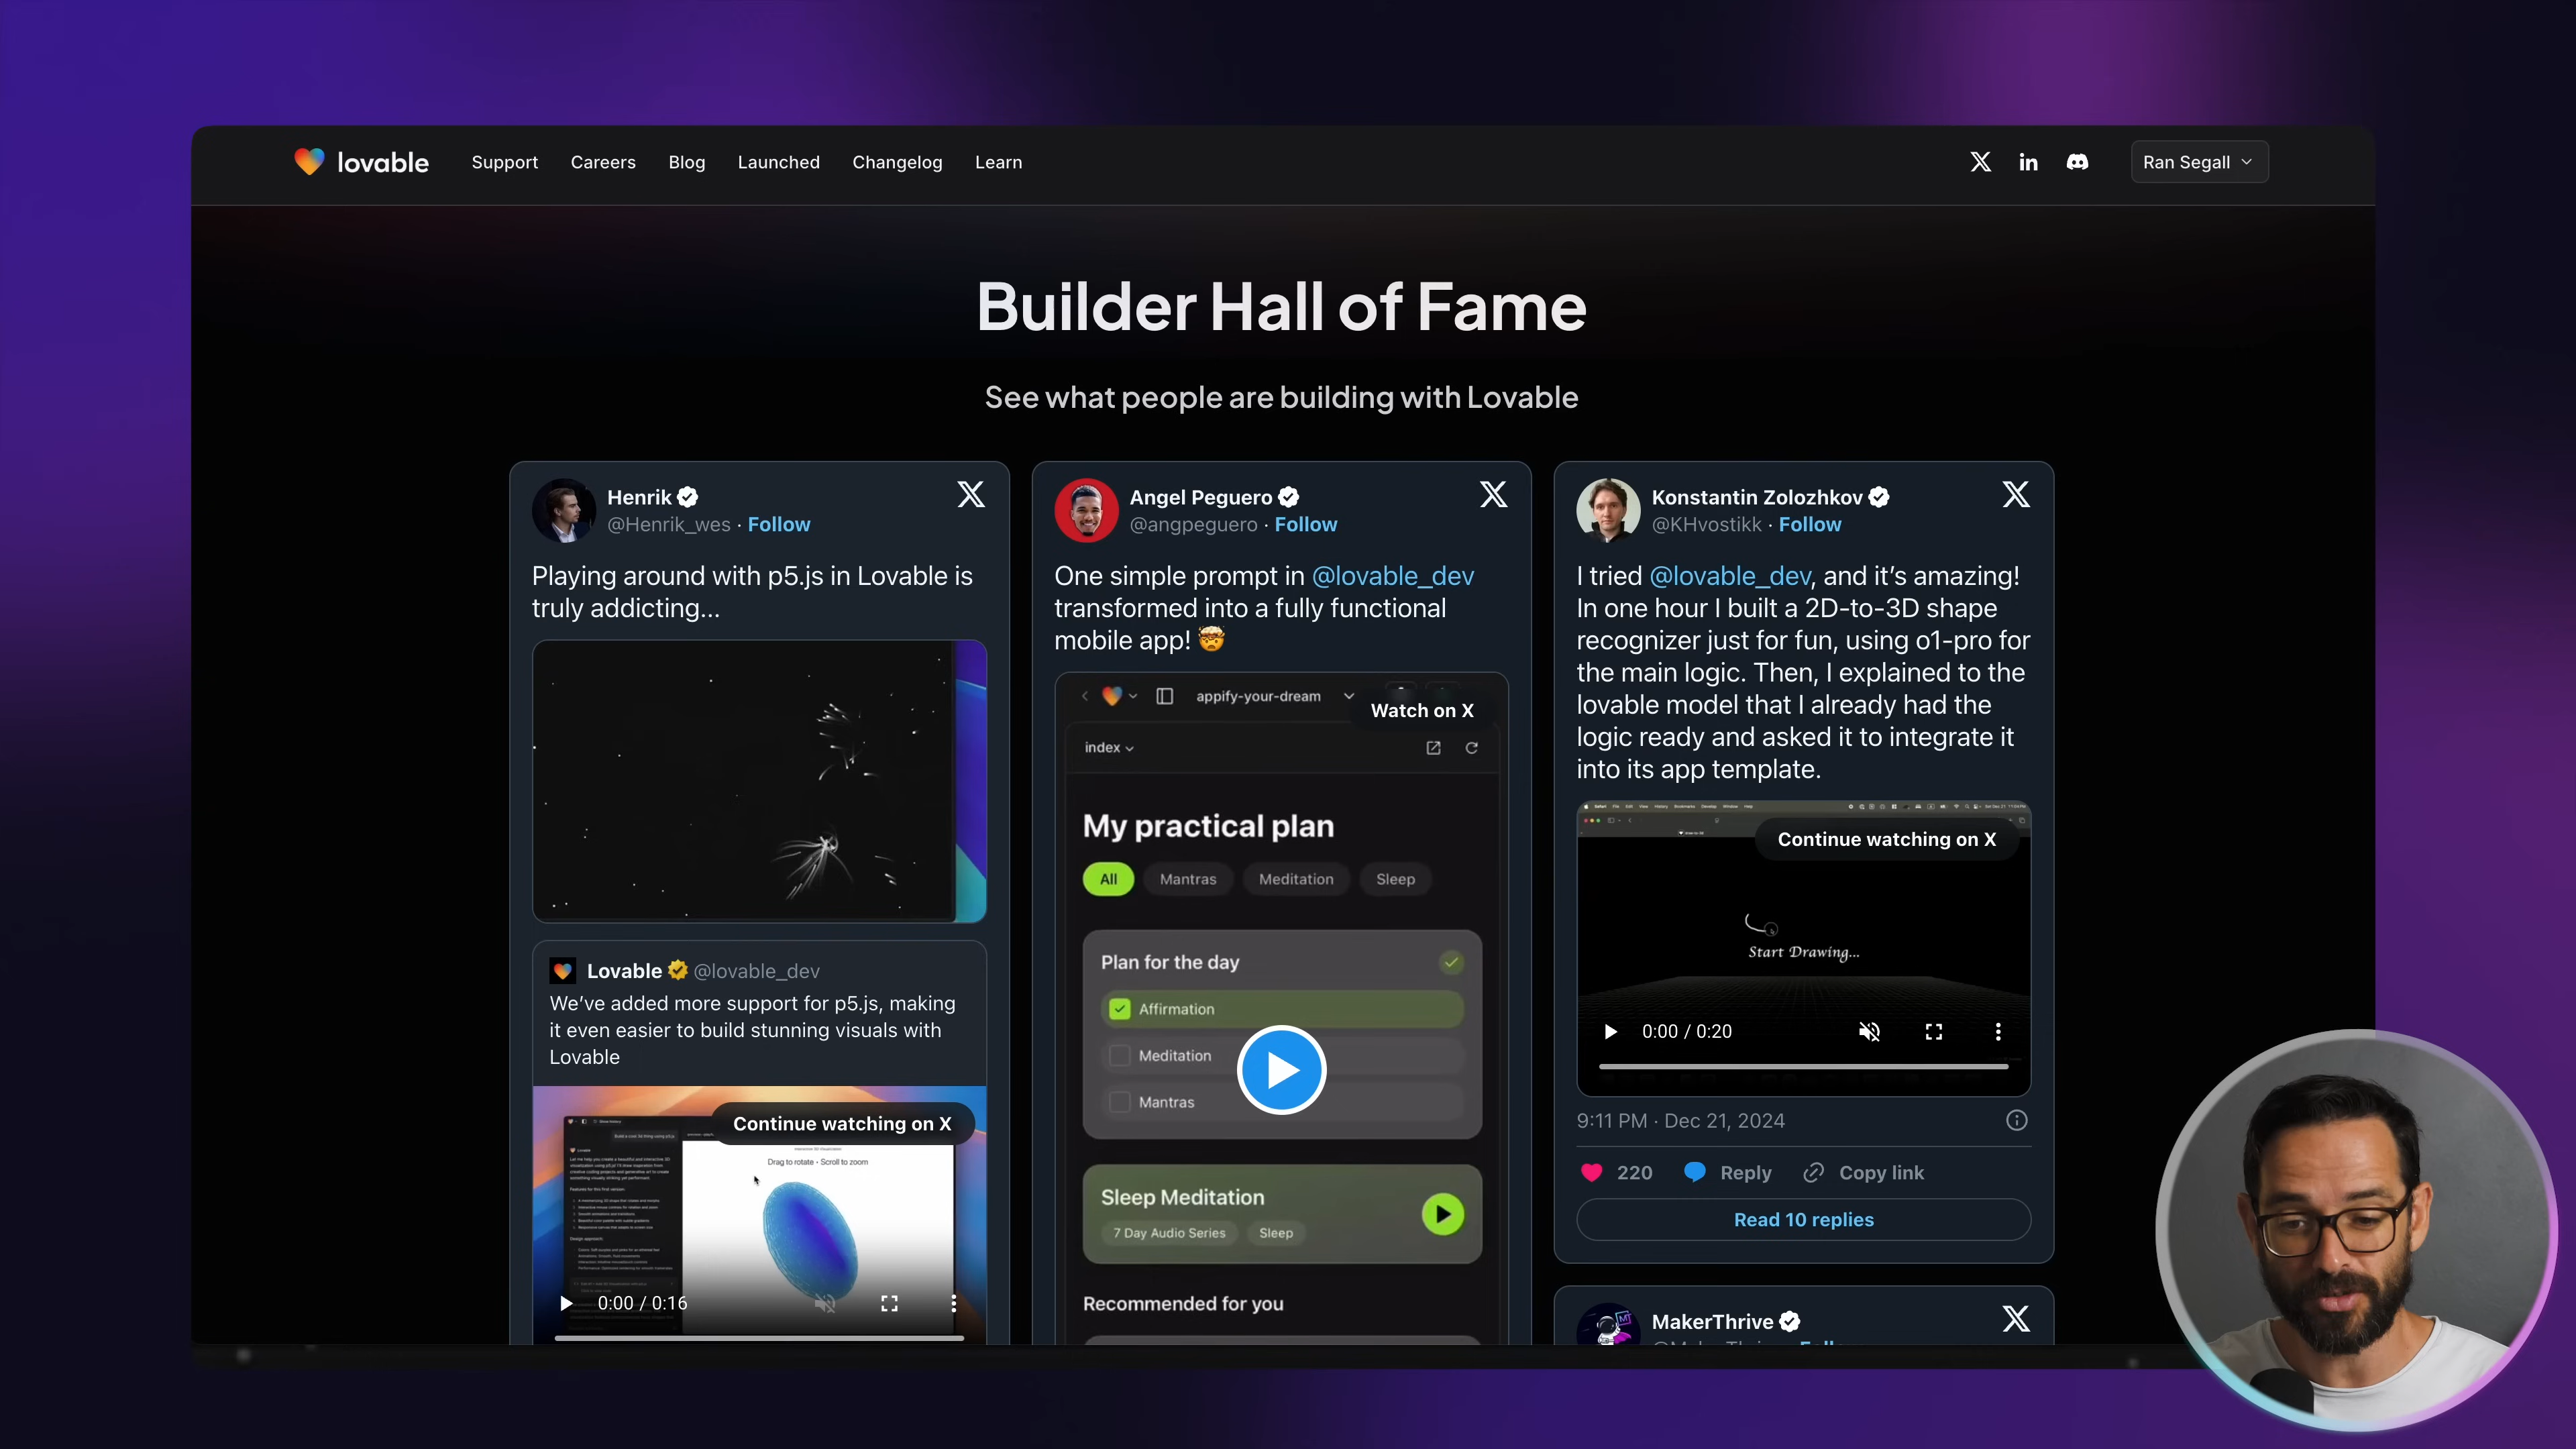 lovable
Support
Careers
Blog
Launched
Changelog
Learn
Ran Segall
Builder Hall of Fame
See what people are building with Lovable
Henrik
@Henrik_wes · Follow
Playing around with p5.js in Lovable is
truly addicting...
Lovable @lovable_dev
We’ve added more support for p5.js, making
it even easier to build stunning visuals with
Lovable
Continue watching on X
Drag to rotate • Scroll to zoom
0:00 / 0:16
Angel Peguero
@angpeguero · Follow
One simple prompt in @lovable_dev
transformed into a fully functional
mobile app! 🤯
appify-your-dream
Watch on X
index
My practical plan
All
Mantras
Meditation
Sleep
Plan for the day
Affirmation
Meditation
Mantras
Sleep Meditation
7 Day Audio Series
Sleep
Recommended for you
Konstantin Zolozhkov
@KHvostikk · Follow
I tried @lovable_dev, and it’s amazing!
In one hour I built a 2D-to-3D shape
recognizer just for fun, using o1-pro for
the main logic. Then, I explained to the
lovable model that I already had the
logic ready and asked it to integrate it
into its app template.
Continue watching on X
Start Drawing...
0:00 / 0:20
9:11 PM · Dec 21, 2024
220
Reply
Copy link
Read 10 replies
MakerThrive